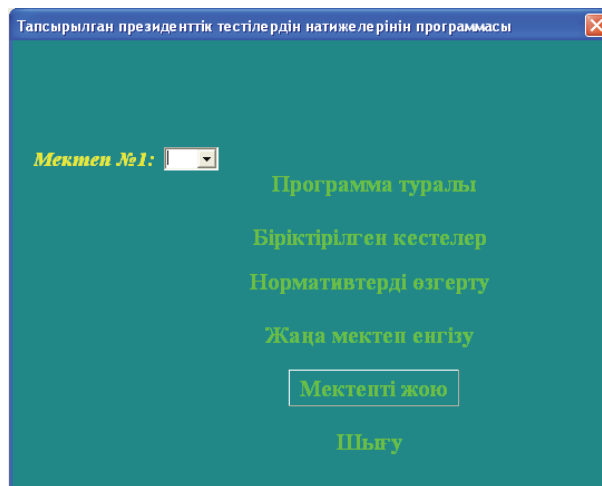 Тапсырылган президенттік тестілердін натижелерінін программасы
Мектеп №1:
Программа туралы
Біріктірілген кестелер
Нормативтерді өзгерту
Жаңа мектеп енгізу
Мектепті жою
Шығу